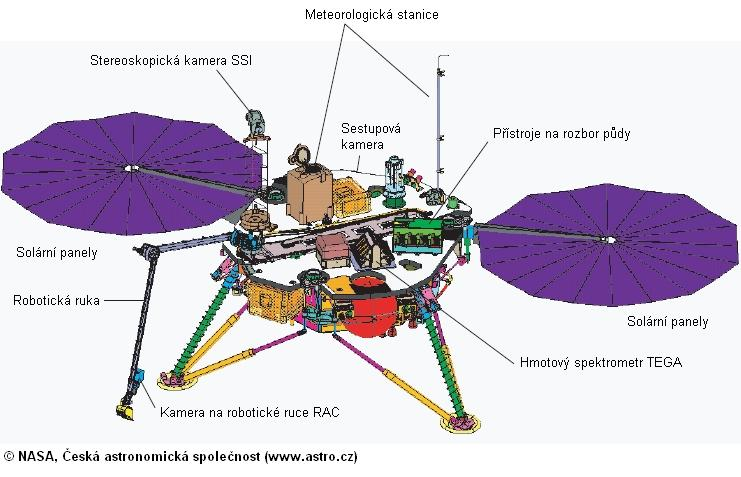 Meteorologická stanice
Stereoskopická kamera SSI
Sestupová
kamera
Přístroje na rozbor půdy
Solární panely
Robotická ruka
Solární panely
Hmotový spektrometr TEGA
Kamera na robotické ruce RAC
© NASA, Česká astronomická společnost (www.astro.cz)